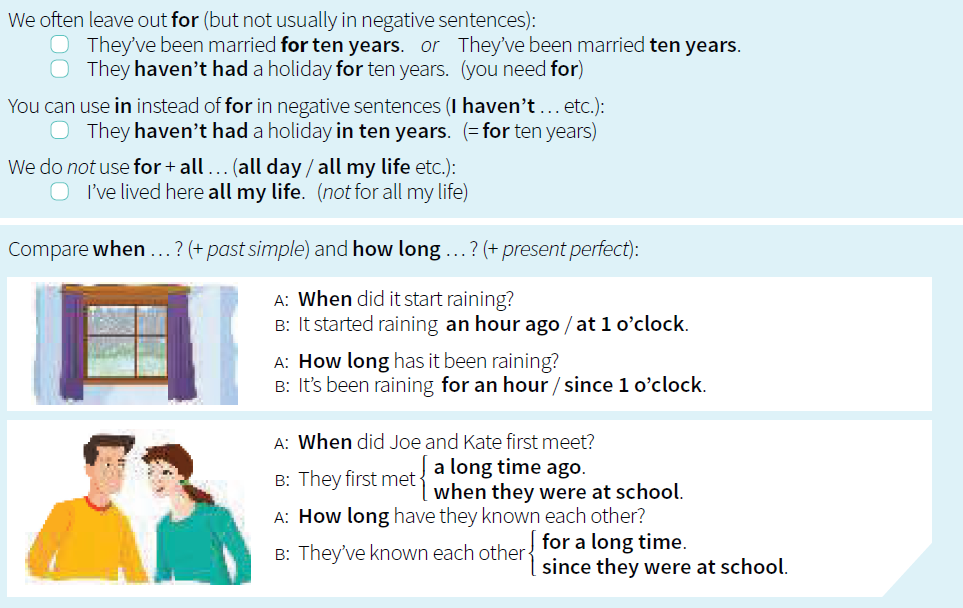 We often leave out for (but not usually in negative sentences):
They’ve been married for ten years. or They’ve been married ten years.
They haven’t had a holiday for ten years. (you need for)
You can use in instead of for in negative sentences (I haven’t … etc.):
They haven’t had a holiday in ten years. (= for ten years)
We do not use for + all … (all day / all my life etc.):
I’ve lived here all my life. (not for all my life)
Compare when … ? (+ past simple) and how long … ? (+ present perfect):
A: When did it start raining?
B: It started raining an hour ago / at 1 o’clock.
A: How long has it been raining?
B: It’s been raining for an hour / since 1 o’clock.
A: When did Joe and Kate first meet?
B: They first met { a long time ago.
when they were at school.
A: How long have they known each other?
B: They’ve known each other { for a long time.
since they were at school.